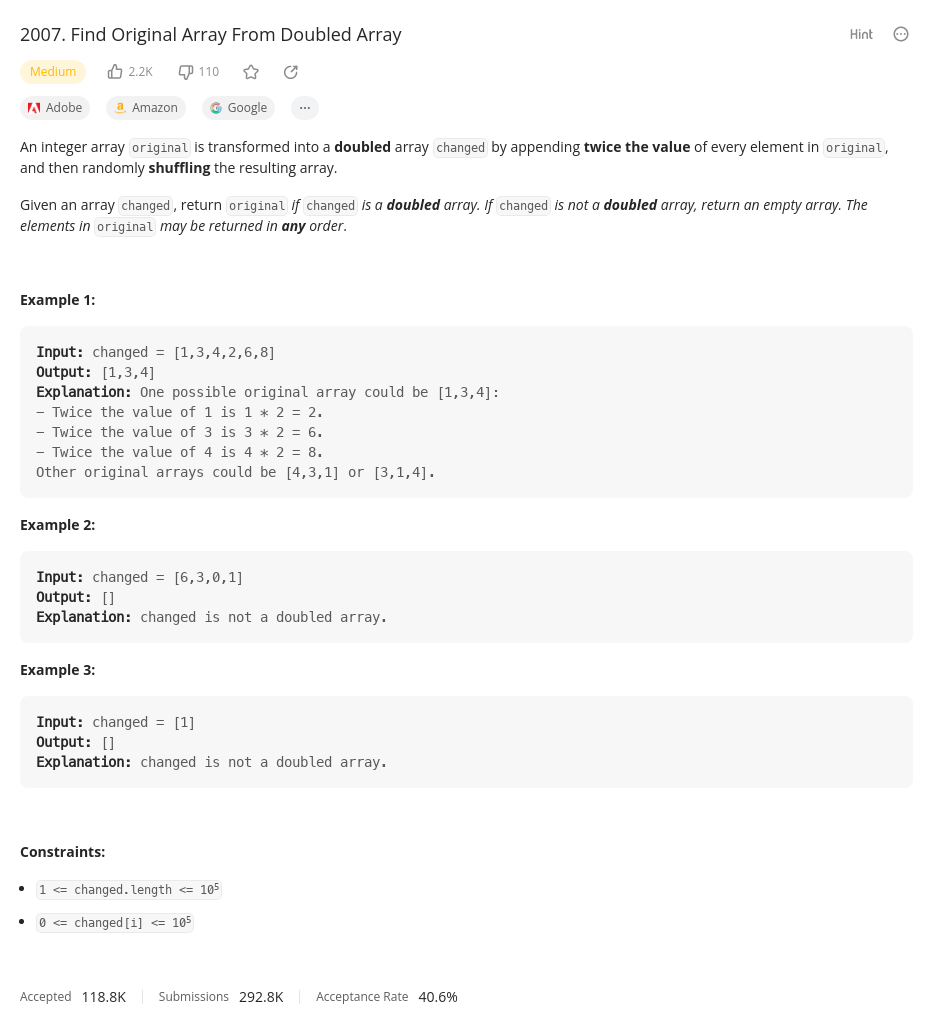 2007. Find Original Array From Doubled Array
Hint
Medium 2.2K 110
Adobe Amazon Google ...
An integer array original is transformed into a doubled array changed by appending twice the value of every element in original,
and then randomly shuffling the resulting array.
Given an array changed, return original if changed is a doubled array. If changed is not a doubled array, return an empty array. The
elements in original may be returned in any order.
Example 1:
Input: changed = [1,3,4,2,6,8]
Output: [1,3,4]
Explanation: One possible original array could be [1,3,4]:
- Twice the value of 1 is 1 * 2 = 2.
- Twice the value of 3 is 3 * 2 = 6.
- Twice the value of 4 is 4 * 2 = 8.
Other original arrays could be [4,3,1] or [3,1,4].
Example 2:
Input: changed = [6,3,0,1]
Output: []
Explanation: changed is not a doubled array.
Example 3:
Input: changed = [1]
Output: []
Explanation: changed is not a doubled array.
Constraints:
• 1 <= changed.length <= 10⁵
• 0 <= changed[i] <= 10⁵
Accepted 118.8K Submissions 292.8K Acceptance Rate 40.6%